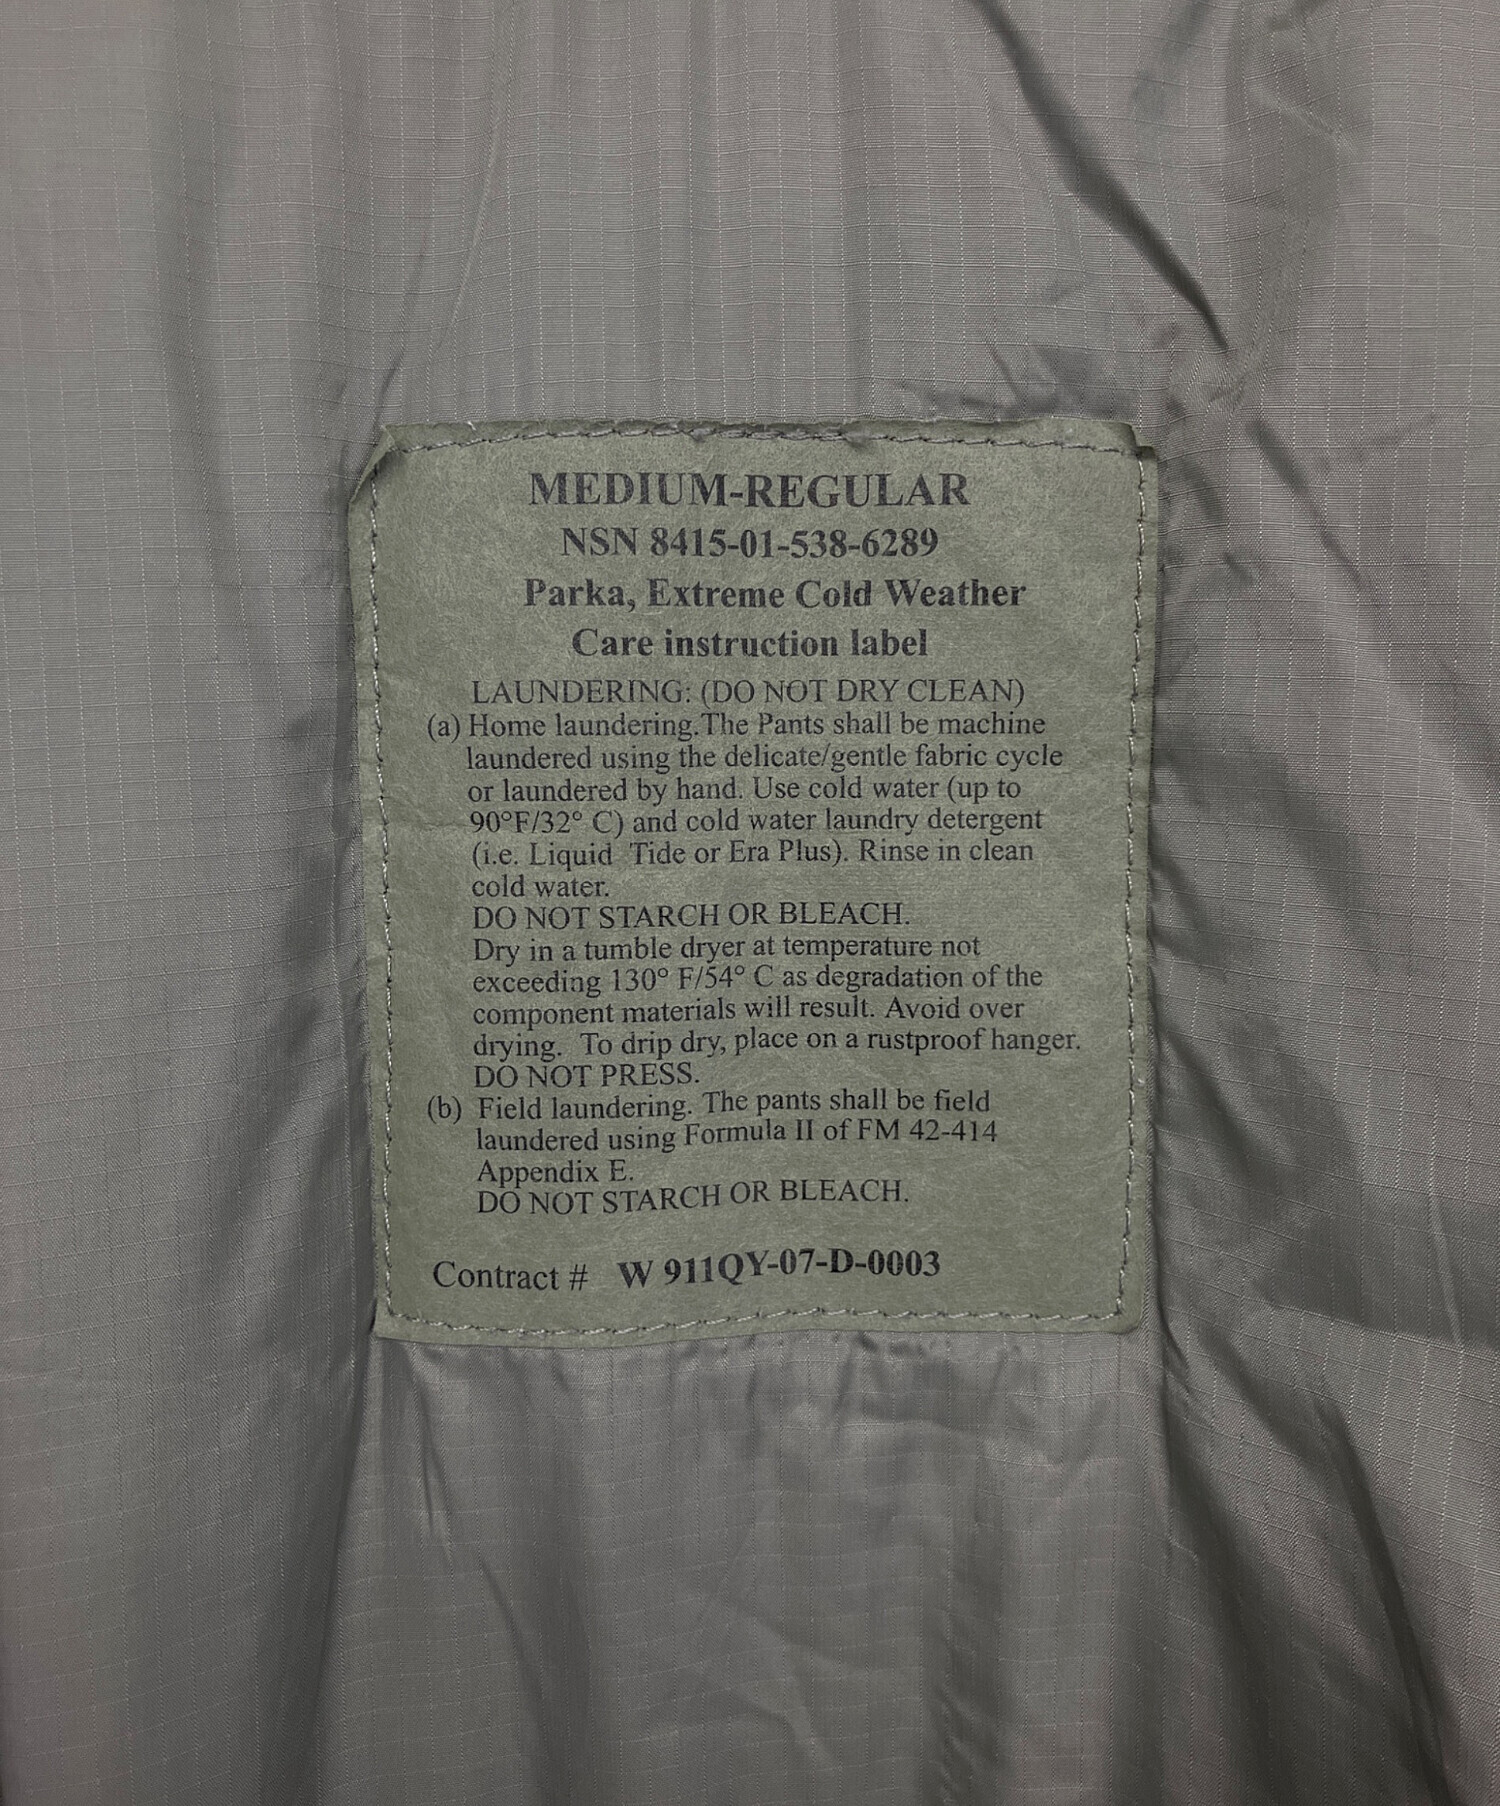 MEDIUM-REGULAR
NSN 8415-01-538-6289
Parka, Extreme Cold Weather
Care instruction label
LAUNDERING: (DO NOT DRY CLEAN)
(a) Home laundering.The Pants shall be machine
laundered using the delicate/gentle fabric cycle
or laundered by hand. Use cold water (up to
90°F/32° C) and cold water laundry detergent
(i.e. Liquid Tide or Era Plus). Rinse in clean
cold water.
DO NOT STARCH OR BLEACH.
Dry in a tumble dryer at temperature not
exceeding 130° F/54° C as degradation of the
component materials will result. Avoid over
drying. To drip dry, place on a rustproof hanger.
DO NOT PRESS.
(b) Field laundering. The pants shall be field
laundered using Formula II of FM 42-414
Appendix E.
DO NOT STARCH OR BLEACH.
Contract # W 911QY-07-D-0003